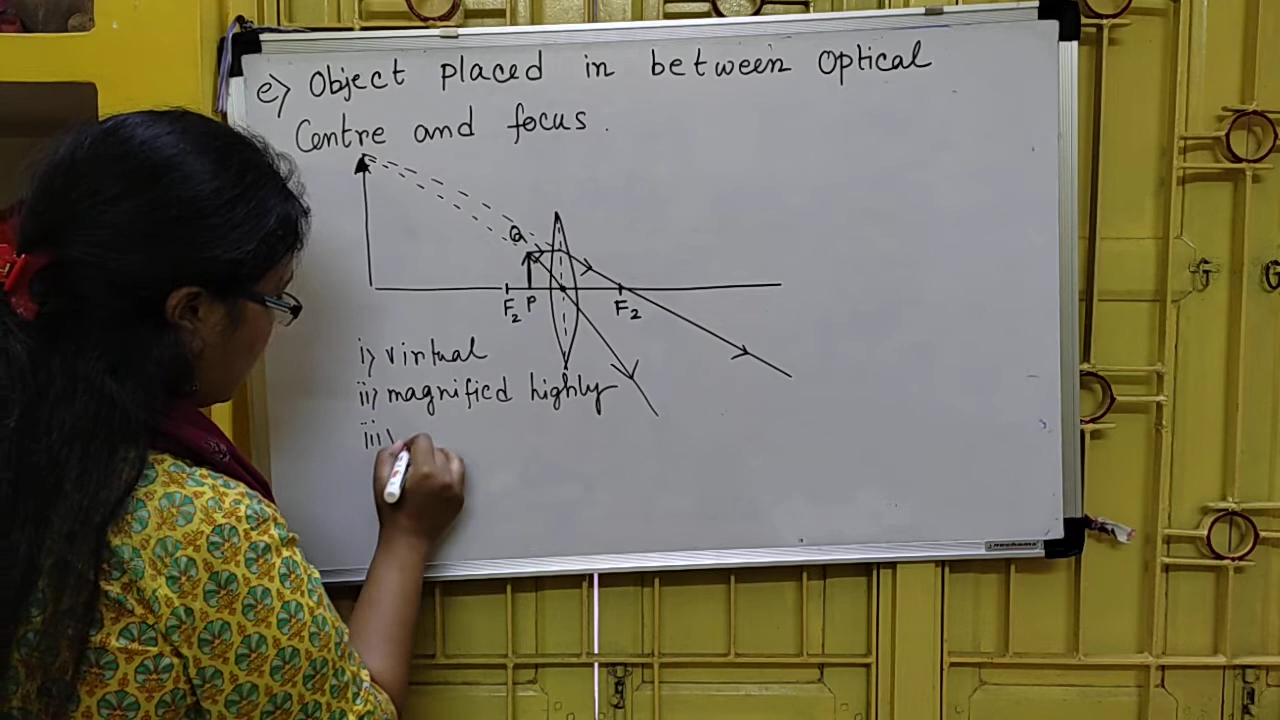 e) Object placed in between Optical
Centre and focus.
Q
F₂ P F₂
i) virtual
ii) magnified highly
iii)